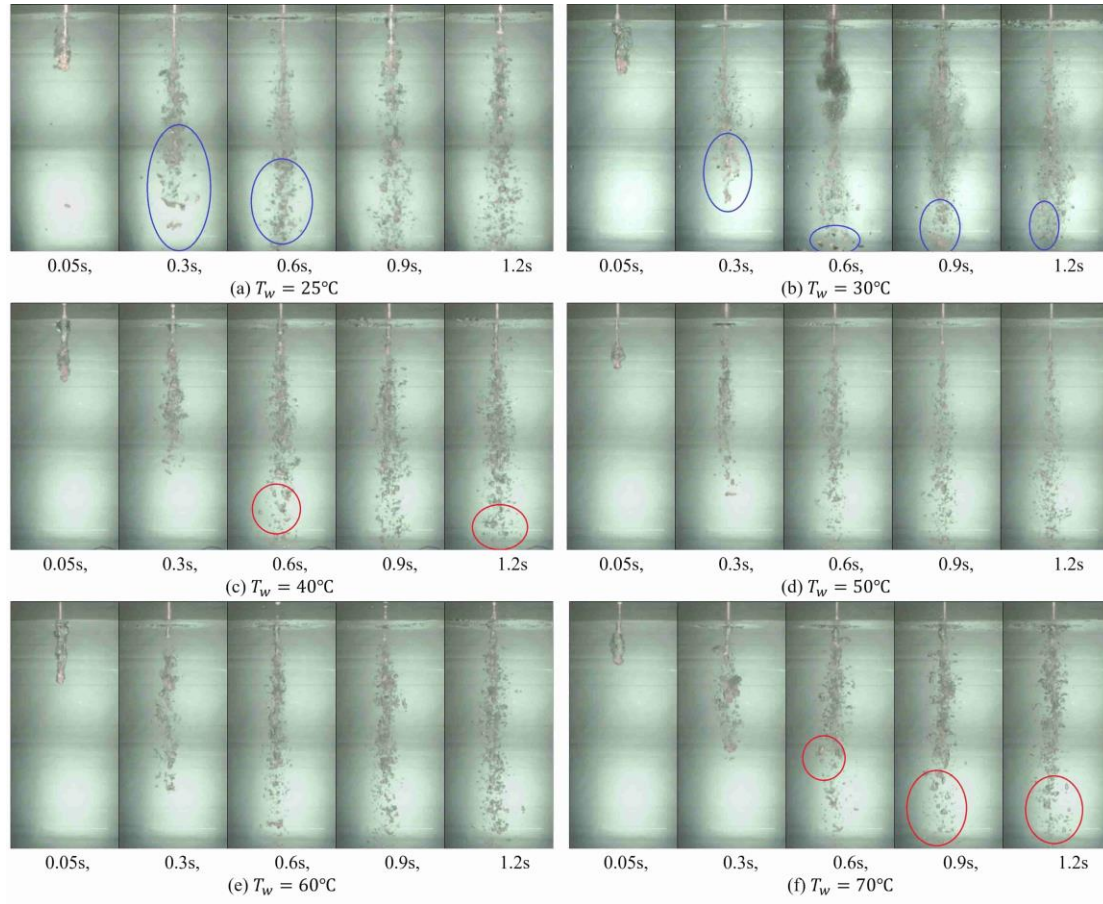 0.05s, 0.3s, 0.6s, 0.9s, 1.2s 0.05s, 0.3s, 0.6s, 0.9s, 1.2s
(a) T_w = 25℃ (b) T_w = 30℃
0.05s, 0.3s, 0.6s, 0.9s, 1.2s 0.05s, 0.3s, 0.6s, 0.9s, 1.2s
(c) T_w = 40℃ (d) T_w = 50℃
0.05s, 0.3s, 0.6s, 0.9s, 1.2s 0.05s, 0.3s, 0.6s, 0.9s, 1.2s
(e) T_w = 60℃ (f) T_w = 70℃